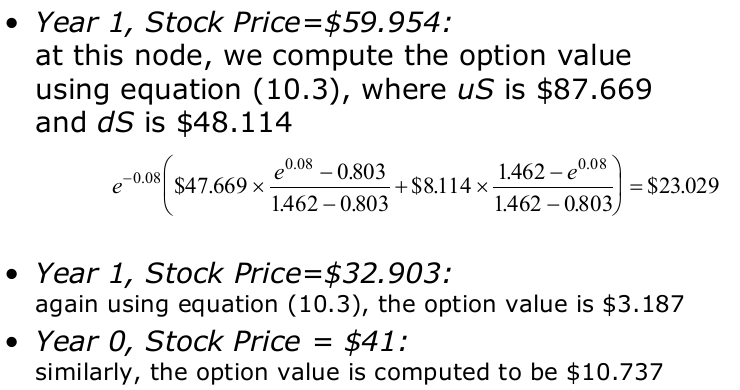 • Year 1, Stock Price=$59.954:
at this node, we compute the option value
using equation (10.3), where uS is $87.669
and dS is $48.114
e^{-0.08} ( $47.669 × \frac{e^{0.08} − 0.803}{1.462 − 0.803} + $8.114 × \frac{1.462 − e^{0.08}}{1.462 − 0.803} ) = $23.029
• Year 1, Stock Price=$32.903:
again using equation (10.3), the option value is $3.187
• Year 0, Stock Price = $41:
similarly, the option value is computed to be $10.737